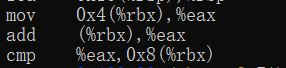 mov 0x4(%rbx),%eax
add (%rbx),%eax
cmp %eax,0x8(%rbx)